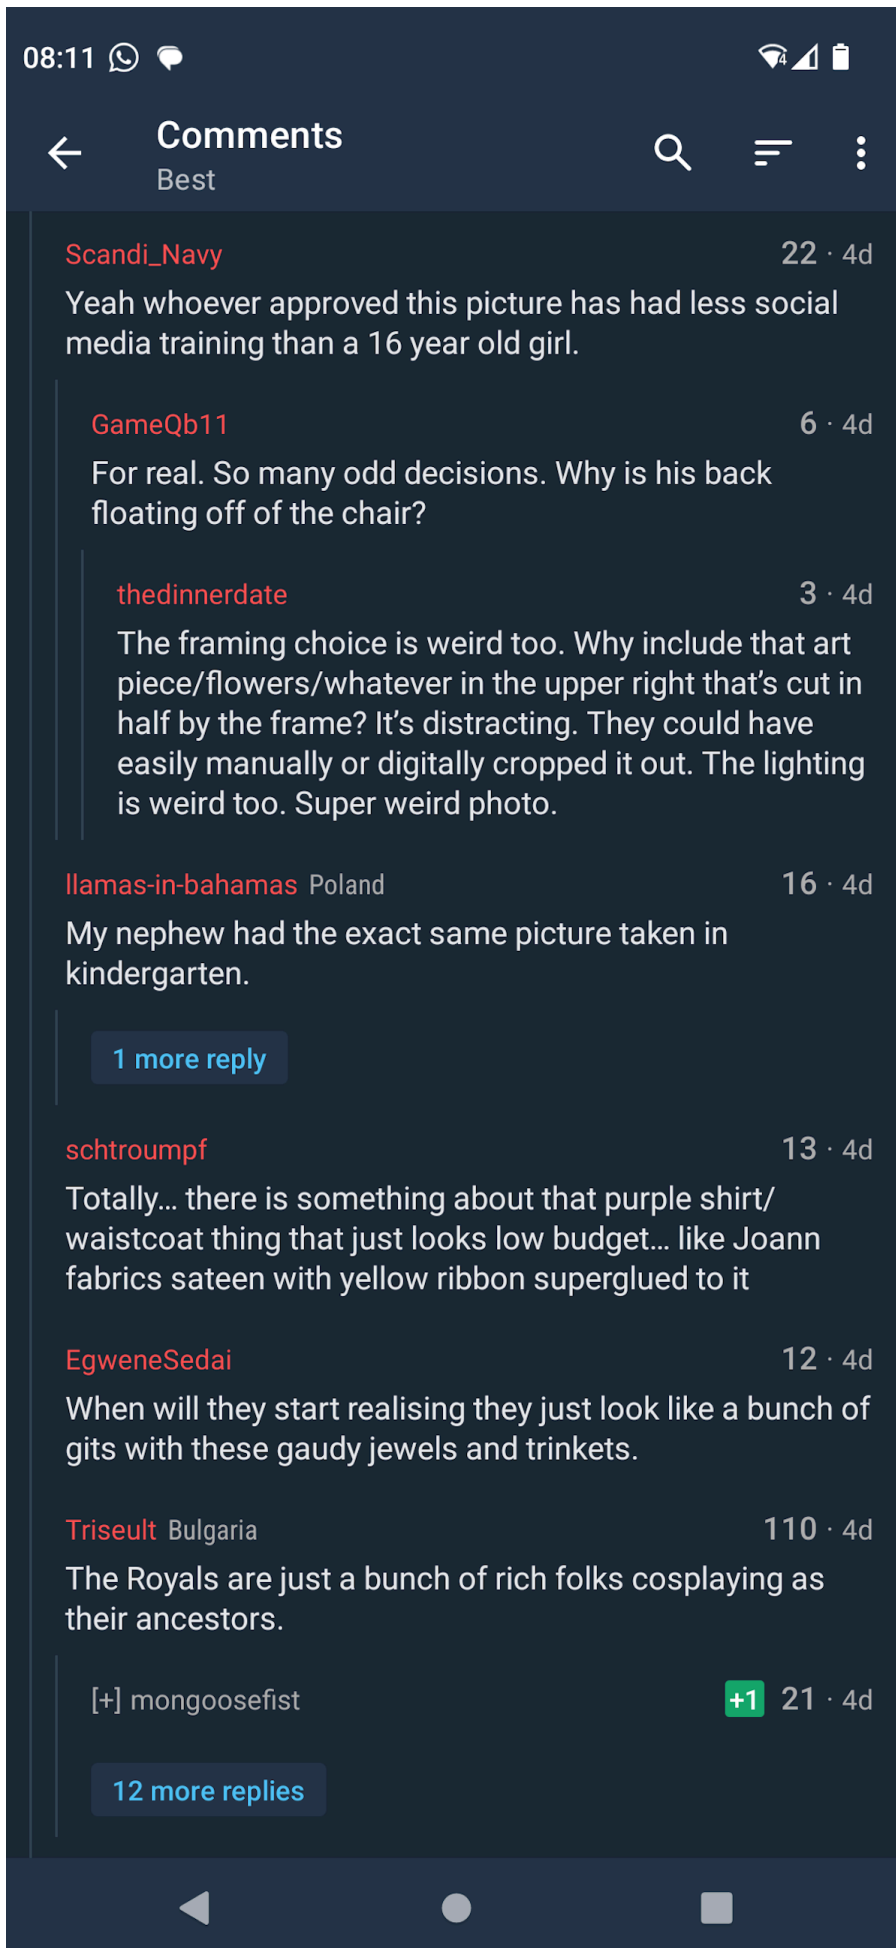 08:11
4
Comments
Best
Scandi_Navy 22 · 4d
Yeah whoever approved this picture has had less social
media training than a 16 year old girl.
GameQb11 6 · 4d
For real. So many odd decisions. Why is his back
floating off of the chair?
thedinnerdate 3 · 4d
The framing choice is weird too. Why include that art
piece/flowers/whatever in the upper right that’s cut in
half by the frame? It’s distracting. They could have
easily manually or digitally cropped it out. The lighting
is weird too. Super weird photo.
llamas-in-bahamas Poland 16 · 4d
My nephew had the exact same picture taken in
kindergarten.
1 more reply
schtroumpf 13 · 4d
Totally… there is something about that purple shirt/
waistcoat thing that just looks low budget… like Joann
fabrics sateen with yellow ribbon superglued to it
EgweneSedai 12 · 4d
When will they start realising they just look like a bunch of
gits with these gaudy jewels and trinkets.
Triseult Bulgaria 110 · 4d
The Royals are just a bunch of rich folks cosplaying as
their ancestors.
[+] mongoosefist +1 21 · 4d
12 more replies